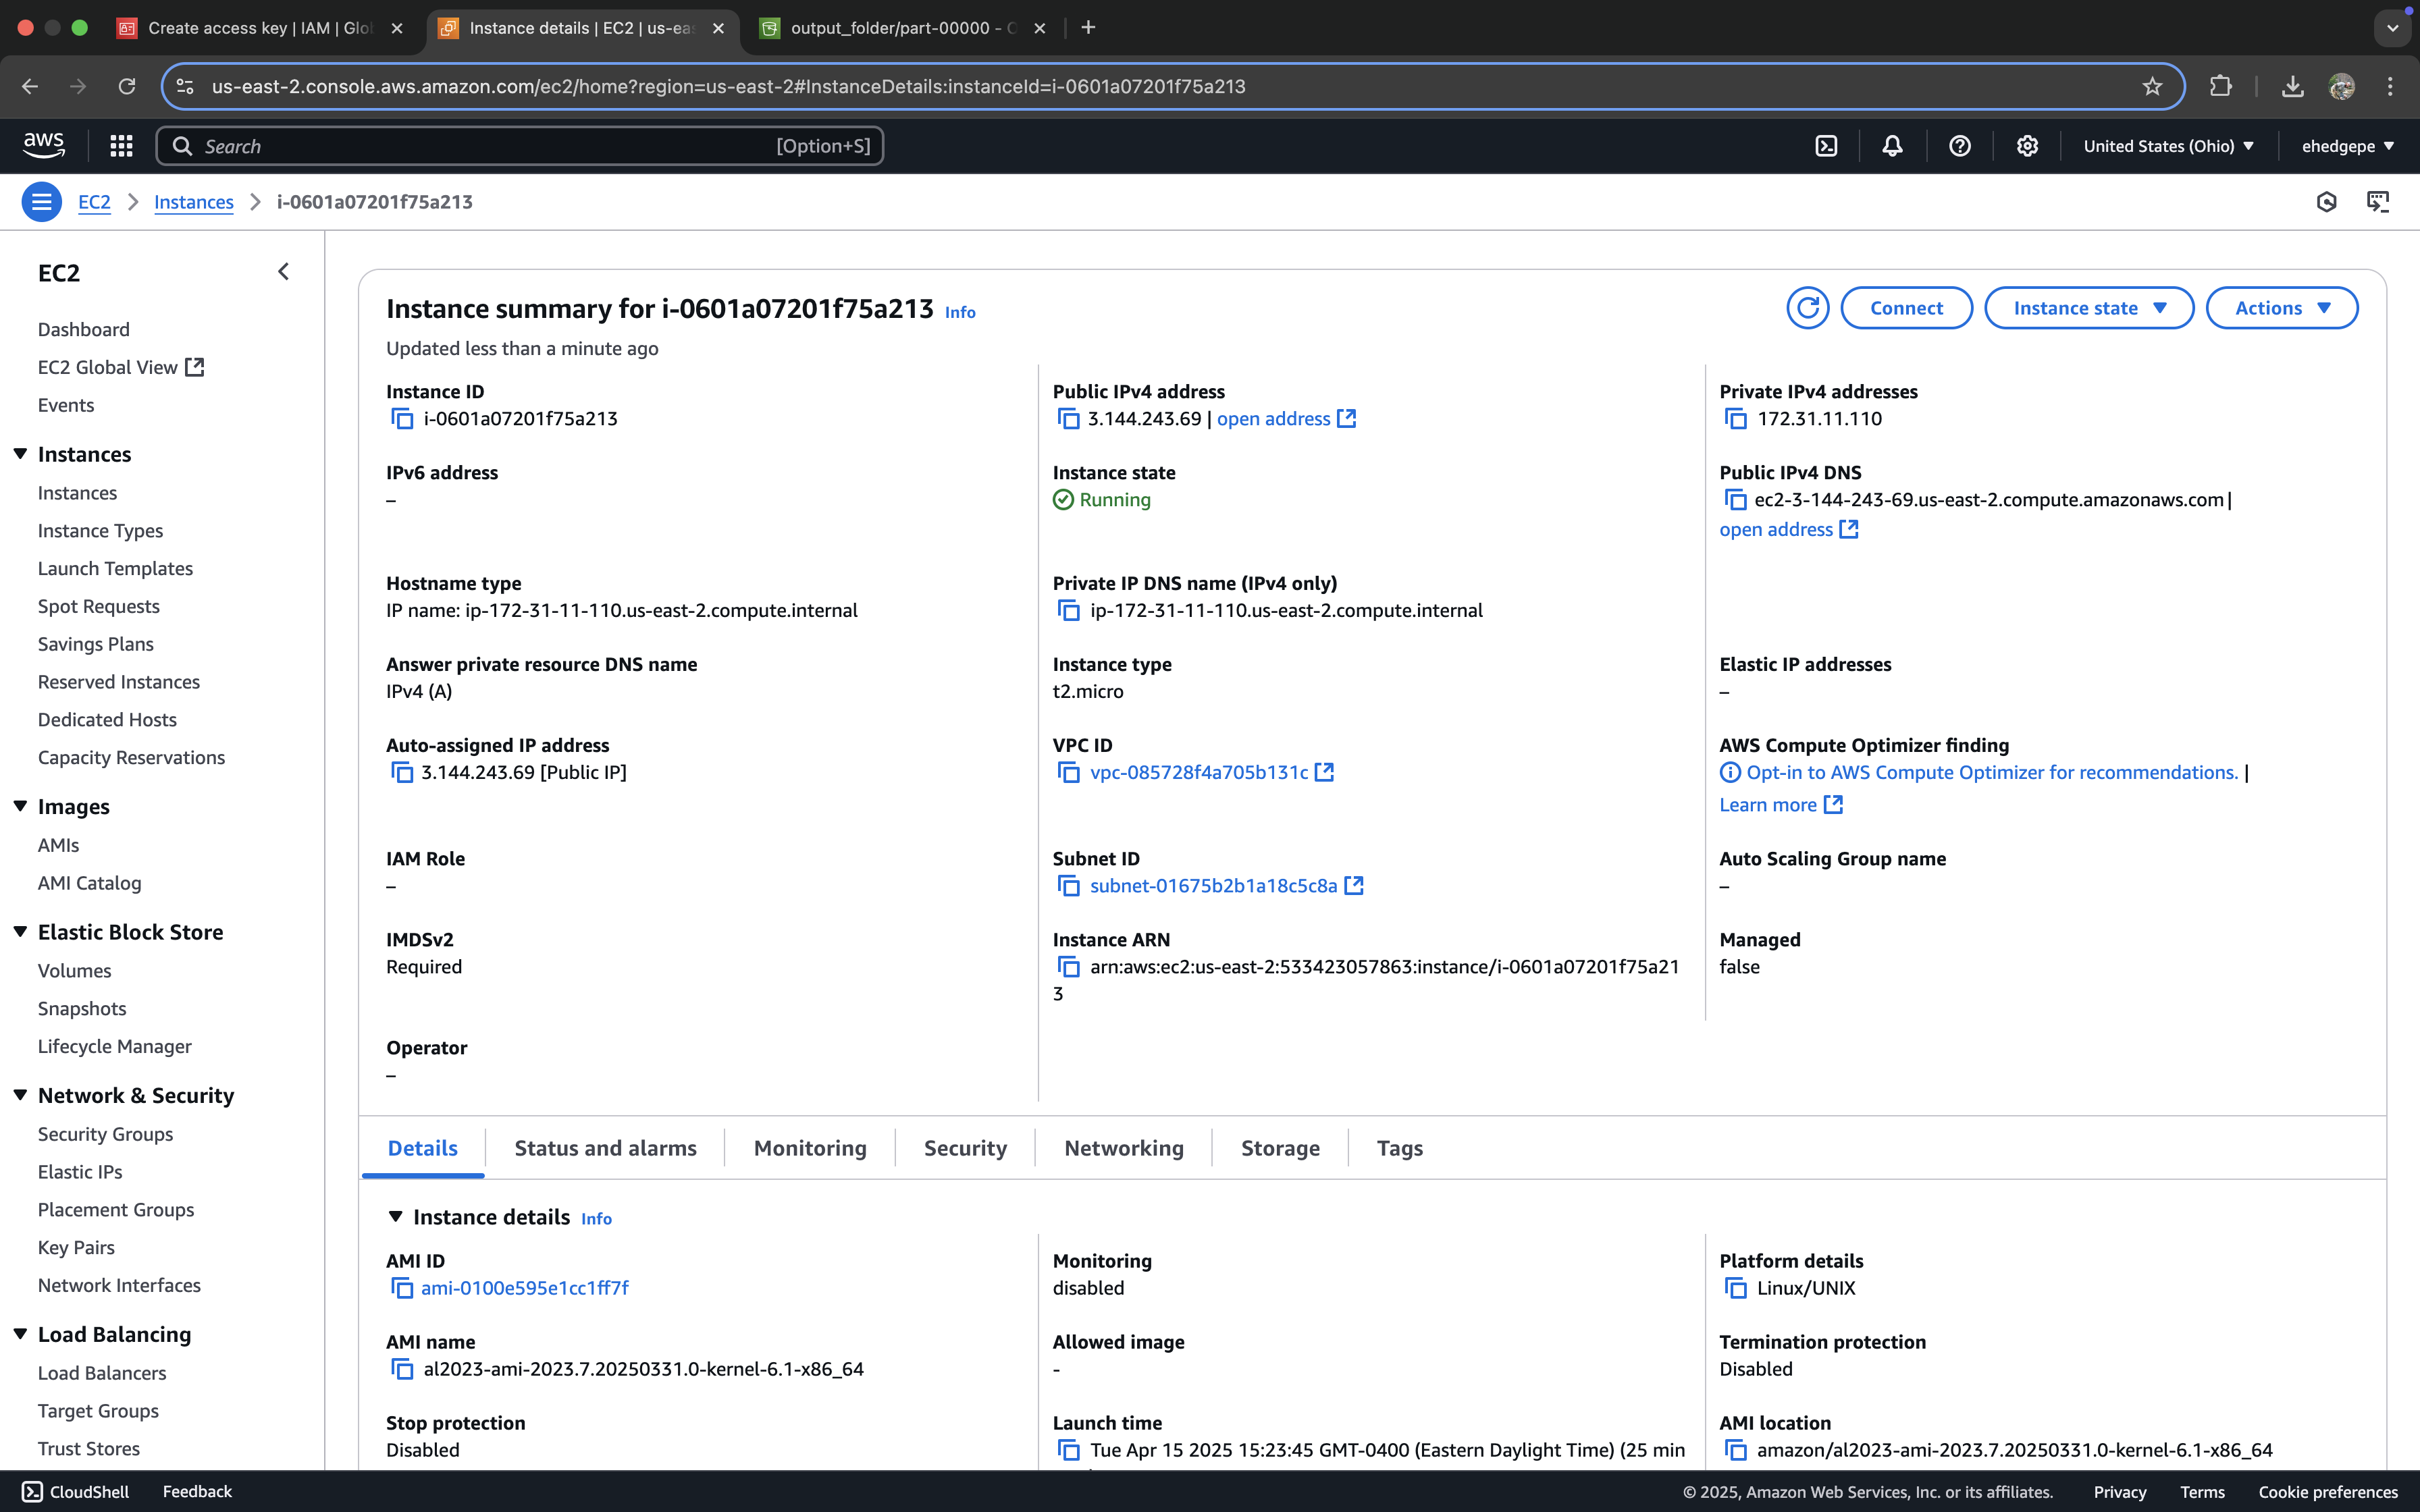 Create access key | IAM | Glo
Instance details | EC2 | us-eas
output_folder/part-00000 - O
us-east-2.console.aws.amazon.com/ec2/home?region=us-east-2#InstanceDetails:instanceId=i-0601a07201f75a213
aws
Search
[Option+S]
United States (Ohio)
ehedgepe
EC2
Instances
i-0601a07201f75a213
EC2
Dashboard
EC2 Global View
Events
Instances
Instances
Instance Types
Launch Templates
Spot Requests
Savings Plans
Reserved Instances
Dedicated Hosts
Capacity Reservations
Images
AMIs
AMI Catalog
Elastic Block Store
Volumes
Snapshots
Lifecycle Manager
Network & Security
Security Groups
Elastic IPs
Placement Groups
Key Pairs
Network Interfaces
Load Balancing
Load Balancers
Target Groups
Trust Stores
Instance summary for i-0601a07201f75a213 Info
Updated less than a minute ago
Connect
Instance state
Actions
Instance ID
i-0601a07201f75a213
Public IPv4 address
3.144.243.69 | open address
Private IPv4 addresses
172.31.11.110
IPv6 address
–
Instance state
Running
Public IPv4 DNS
ec2-3-144-243-69.us-east-2.compute.amazonaws.com |
open address
Hostname type
IP name: ip-172-31-11-110.us-east-2.compute.internal
Private IP DNS name (IPv4 only)
ip-172-31-11-110.us-east-2.compute.internal
Answer private resource DNS name
IPv4 (A)
Instance type
t2.micro
Elastic IP addresses
–
Auto-assigned IP address
3.144.243.69 [Public IP]
VPC ID
vpc-085728f4a705b131c
AWS Compute Optimizer finding
Opt-in to AWS Compute Optimizer for recommendations. |
Learn more
IAM Role
–
Subnet ID
subnet-01675b2b1a18c5c8a
Auto Scaling Group name
–
IMDSv2
Required
Instance ARN
arn:aws:ec2:us-east-2:533423057863:instance/i-0601a07201f75a21
3
Managed
false
Operator
–
Details
Status and alarms
Monitoring
Security
Networking
Storage
Tags
Instance details Info
AMI ID
ami-0100e595e1cc1ff7f
Monitoring
disabled
Platform details
Linux/UNIX
AMI name
al2023-ami-2023.7.20250331.0-kernel-6.1-x86_64
Allowed image
-
Termination protection
Disabled
Stop protection
Disabled
Launch time
Tue Apr 15 2025 15:23:45 GMT-0400 (Eastern Daylight Time) (25 min
AMI location
amazon/al2023-ami-2023.7.20250331.0-kernel-6.1-x86_64
CloudShell
Feedback
© 2025, Amazon Web Services, Inc. or its affiliates.
Privacy
Terms
Cookie preferences